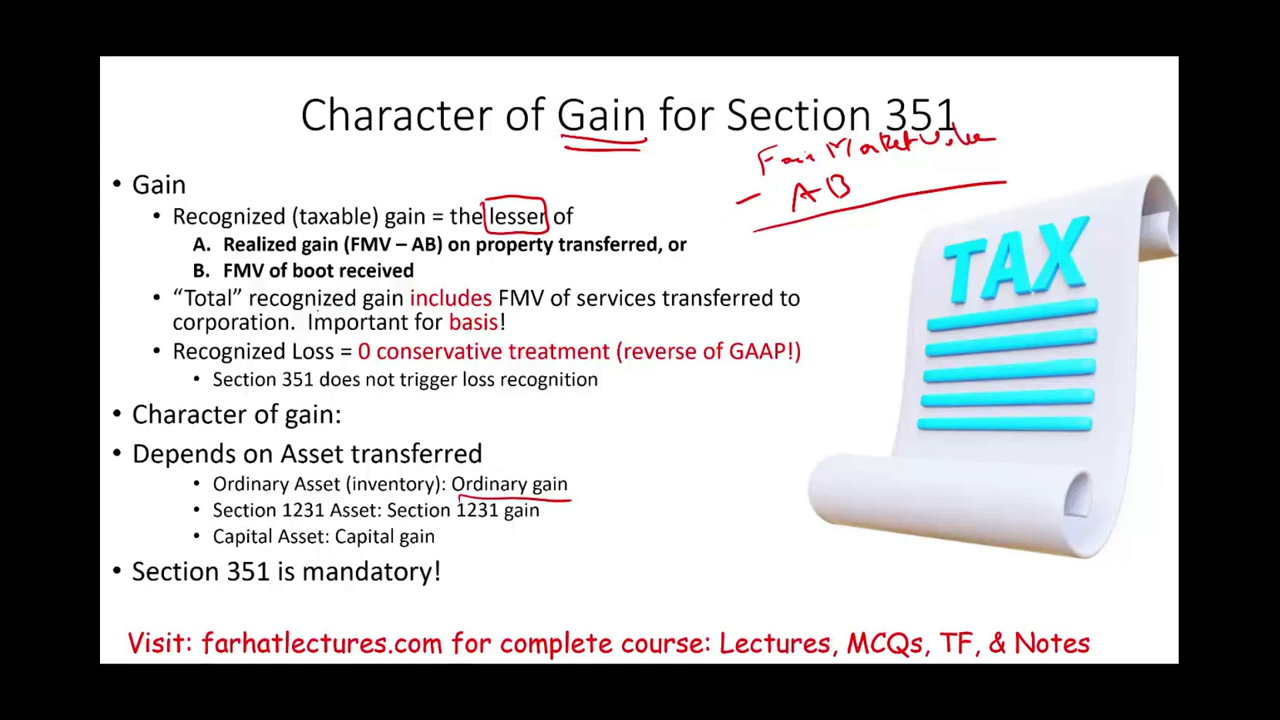 Character of Gain for Section 351
Fair Market Value
- AB
• Gain
• Recognized (taxable) gain = the lesser of
A. Realized gain (FMV – AB) on property transferred, or
B. FMV of boot received
• “Total” recognized gain includes FMV of services transferred to
corporation. Important for basis!
• Recognized Loss = 0 conservative treatment (reverse of GAAP!)
• Section 351 does not trigger loss recognition
• Character of gain:
• Depends on Asset transferred
• Ordinary Asset (inventory): Ordinary gain
• Section 1231 Asset: Section 1231 gain
• Capital Asset: Capital gain
• Section 351 is mandatory!
TAX
Visit: farhatlectures.com for complete course: Lectures, MCQs, TF, & Notes